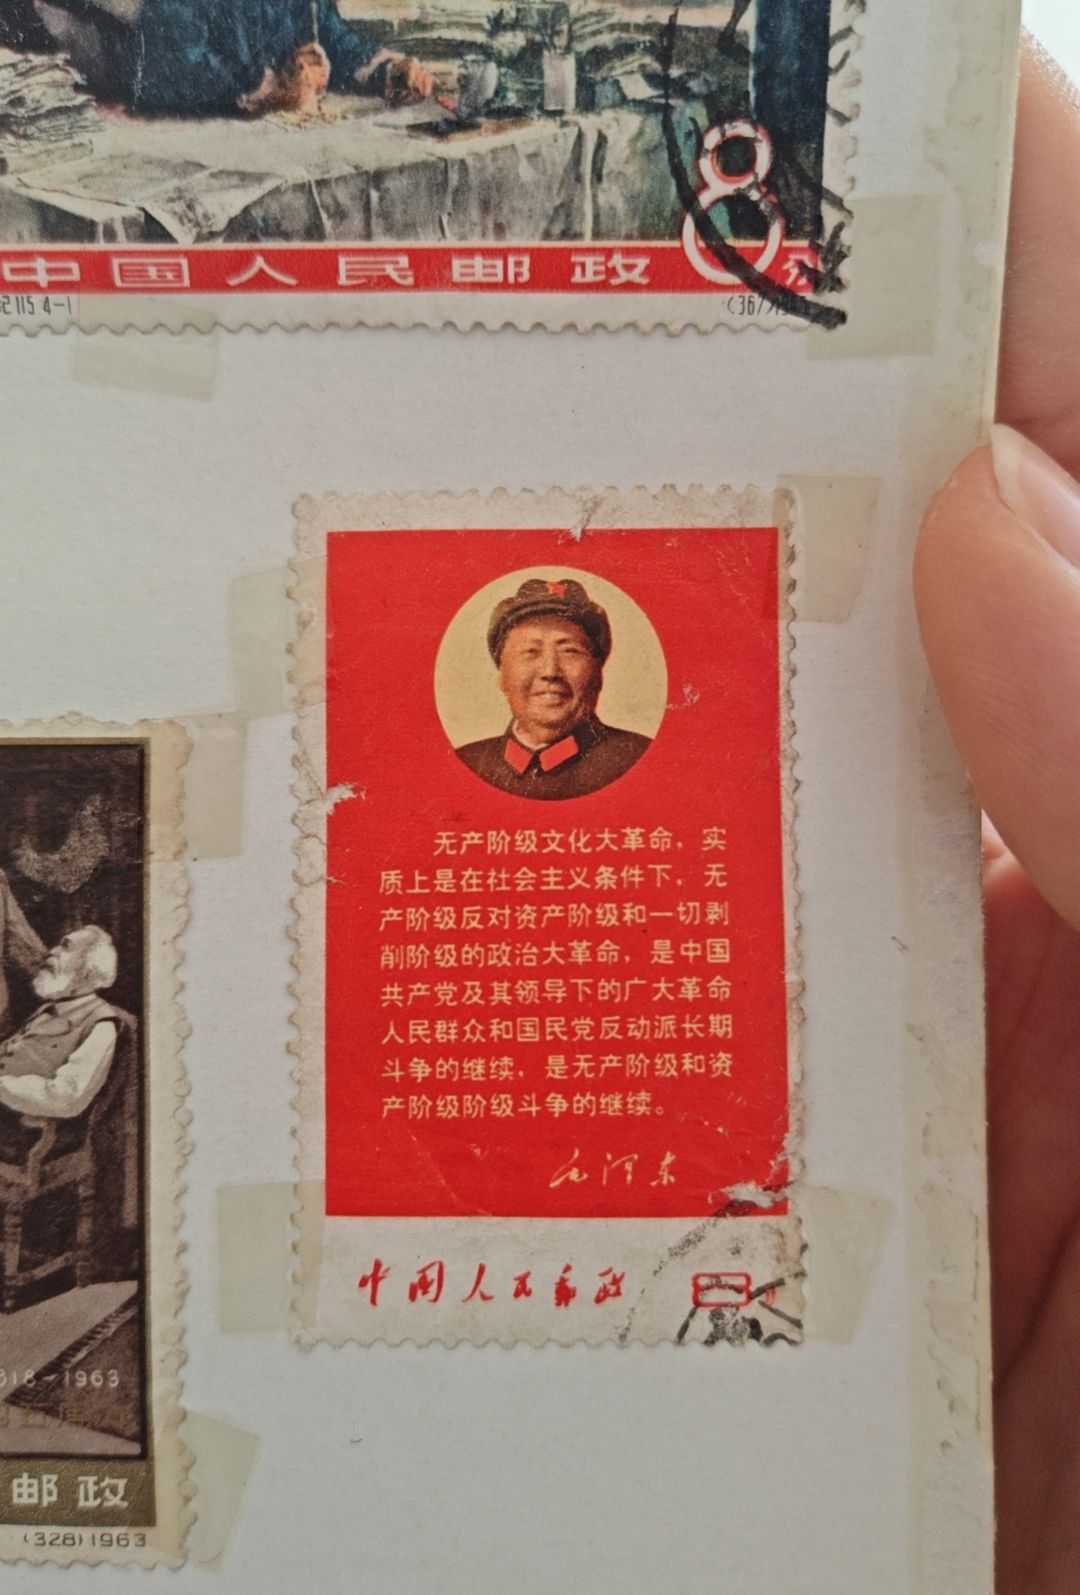 中国人民邮政 8分
纪115 4-1
无产阶级文化大革命，实
质上是在社会主义条件下，无
产阶级反对资产阶级和一切剥
削阶级的政治大革命，是中国
共产党及其领导下的广大革命
人民群众和国民党反动派长期
斗争的继续，是无产阶级和资
产阶级阶级斗争的继续。
毛泽东
中国人民邮政 8
818-1963
邮政
(328)1963